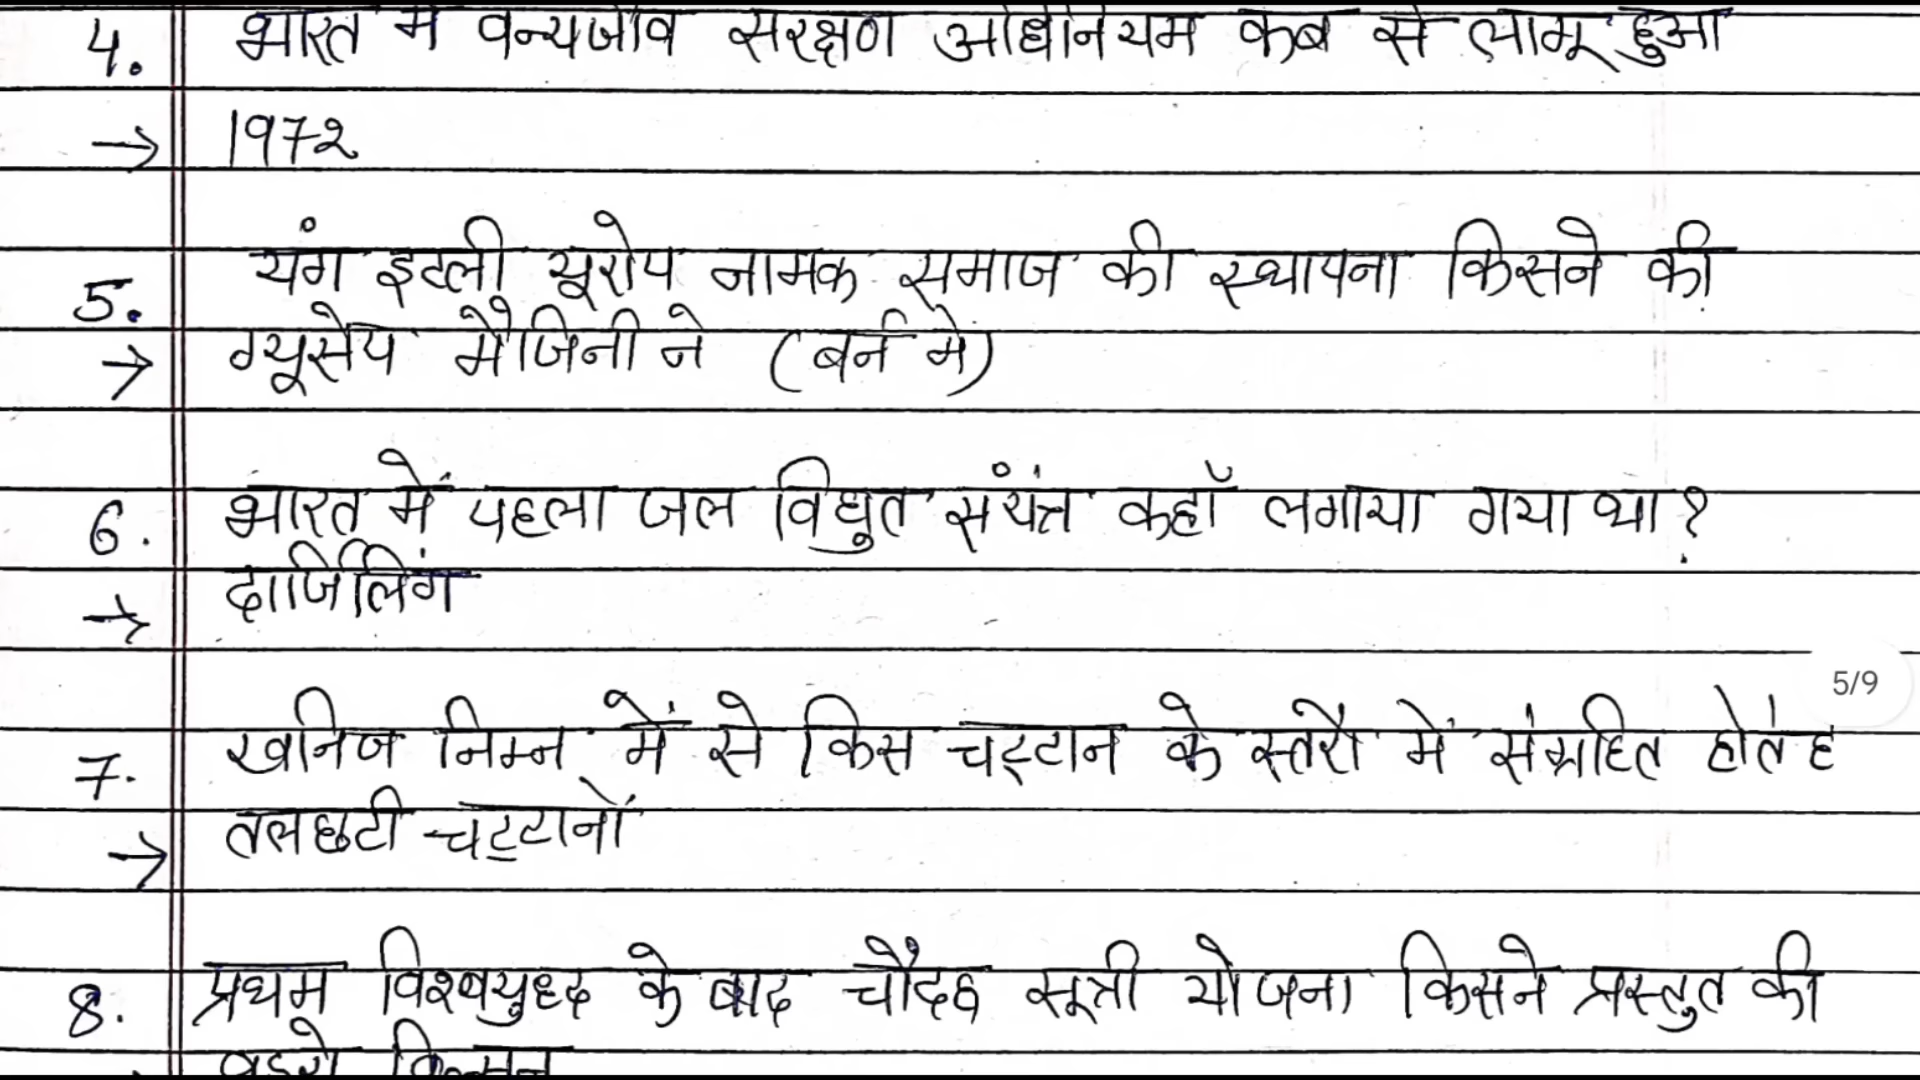 4. भारत में वन्यजीव संरक्षण अधिनियम कब से लागू हुआ
→ 1972
5. यंग इटली यूरोप नामक समाज की स्थापना किसने की
→ ग्यूसेप मैजिनी ने (बर्न मे)
6. भारत में पहला जल विधुत संयंत्र कहाँ लगाया गया था?
→ दार्जिलिंग
5/9
7. खनिज निम्न में से किस चट्टान के स्तरों में संग्रहित होते है
→ तलछटी चट्टानों
8. प्रथम विश्वयुध्द के बाद चौदह सूत्री योजना किसने प्रस्तुत की